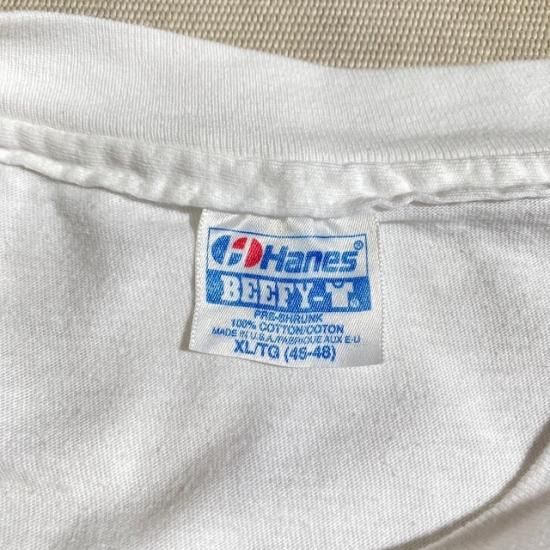 Hanes®
BEEFY-T®
PRE-SHRUNK
100% COTTON/COTON
MADE IN U.S.A./FABRIQUE AUX E-U
XL/TG (46-48)